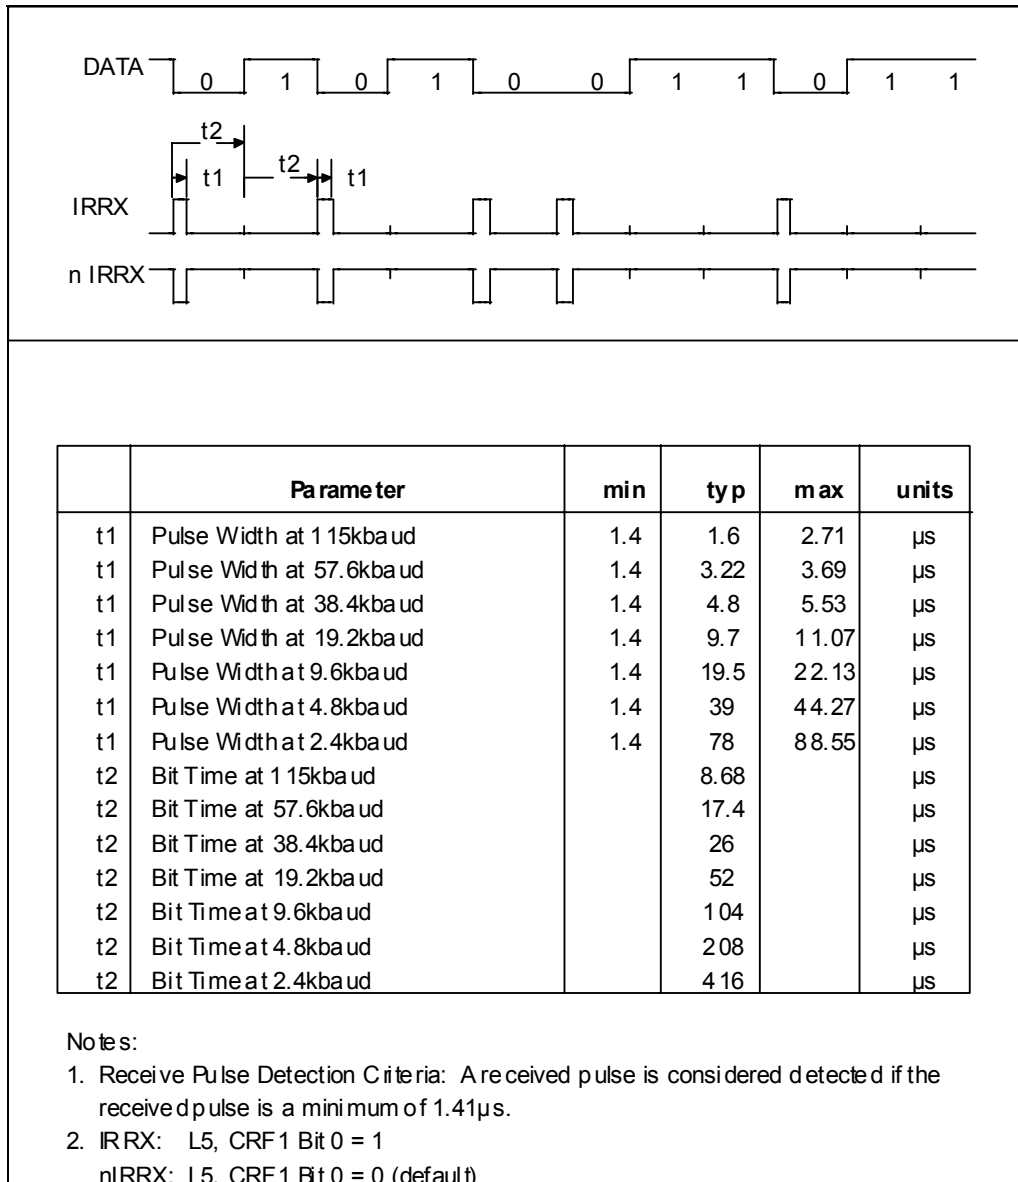 DATA 0 1 0 1 0 0 1 1 0 1 1
t2
t1 t2 t1
IRRX
n IRRX
Parameter min typ max units
t1 Pulse Width at 115kbaud 1.4 1.6 2.71 µs
t1 Pulse Width at 57.6kbaud 1.4 3.22 3.69 µs
t1 Pulse Width at 38.4kbaud 1.4 4.8 5.53 µs
t1 Pulse Width at 19.2kbaud 1.4 9.7 11.07 µs
t1 Pulse Width at 9.6kbaud 1.4 19.5 22.13 µs
t1 Pulse Width at 4.8kbaud 1.4 39 44.27 µs
t1 Pulse Width at 2.4kbaud 1.4 78 88.55 µs
t2 Bit Time at 115kbaud 8.68 µs
t2 Bit Time at 57.6kbaud 17.4 µs
t2 Bit Time at 38.4kbaud 26 µs
t2 Bit Time at 19.2kbaud 52 µs
t2 Bit Time at 9.6kbaud 104 µs
t2 Bit Time at 4.8kbaud 208 µs
t2 Bit Time at 2.4kbaud 416 µs
Notes:
1. Receive Pulse Detection Criteria: A received pulse is considered detected if the
received pulse is a minimum of 1.41µs.
2. IRRX: L5, CRF1 Bit 0 = 1
nIRRX: L5, CRF1 Bit 0 = 0 (default)